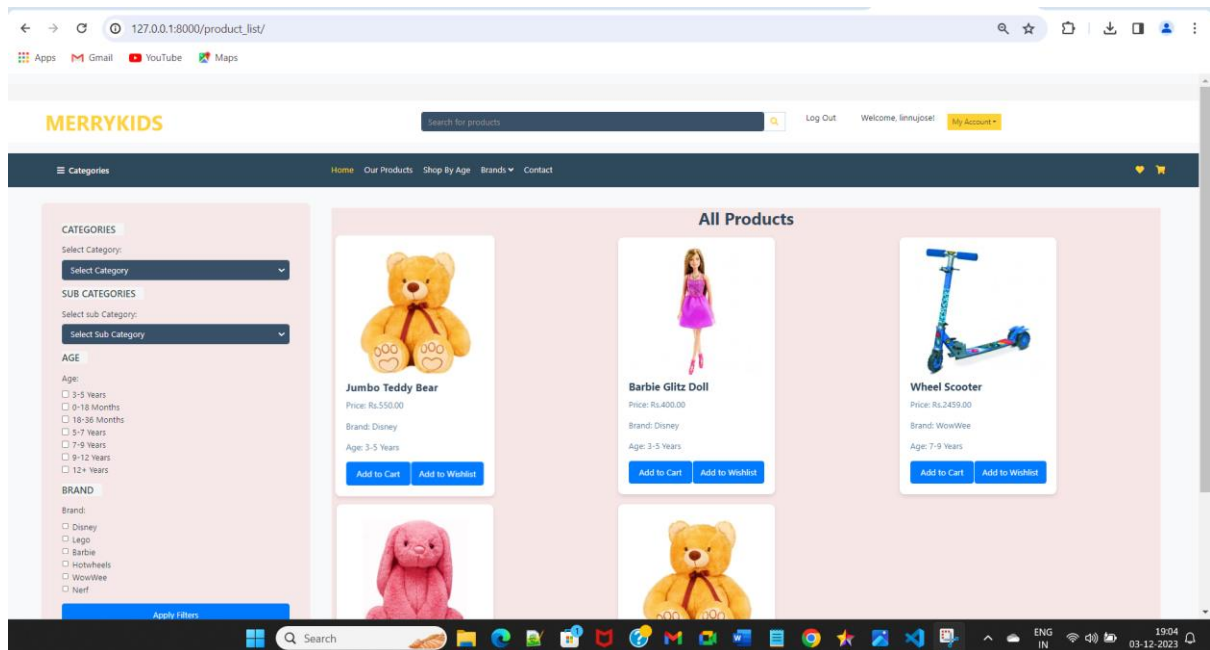 127.0.0.1:8000/product_list/
Apps Gmail YouTube Maps
MERRYKIDS
Search for products
Log Out Welcome, linnujose! My Account
Categories
Home Our Products Shop By Age Brands Contact
CATEGORIES
Select Category:
Select Category
SUB CATEGORIES
Select sub Category:
Select Sub Category
AGE
Age:
3-5 Years
0-18 Months
18-36 Months
5-7 Years
7-9 Years
9-12 Years
12+ Years
BRAND
Brand:
Disney
Lego
Barbie
Hotwheels
WowWee
Nerf
Apply Filters
All Products
Jumbo Teddy Bear
Price: Rs.550.00
Brand: Disney
Age: 3-5 Years
Add to Cart Add to Wishlist
Barbie Glitz Doll
Price: Rs.400.00
Brand: Disney
Age: 3-5 Years
Add to Cart Add to Wishlist
Wheel Scooter
Price: Rs.2459.00
Brand: WowWee
Age: 7-9 Years
Add to Cart Add to Wishlist
Search
ENG
IN
19:04
03-12-2023